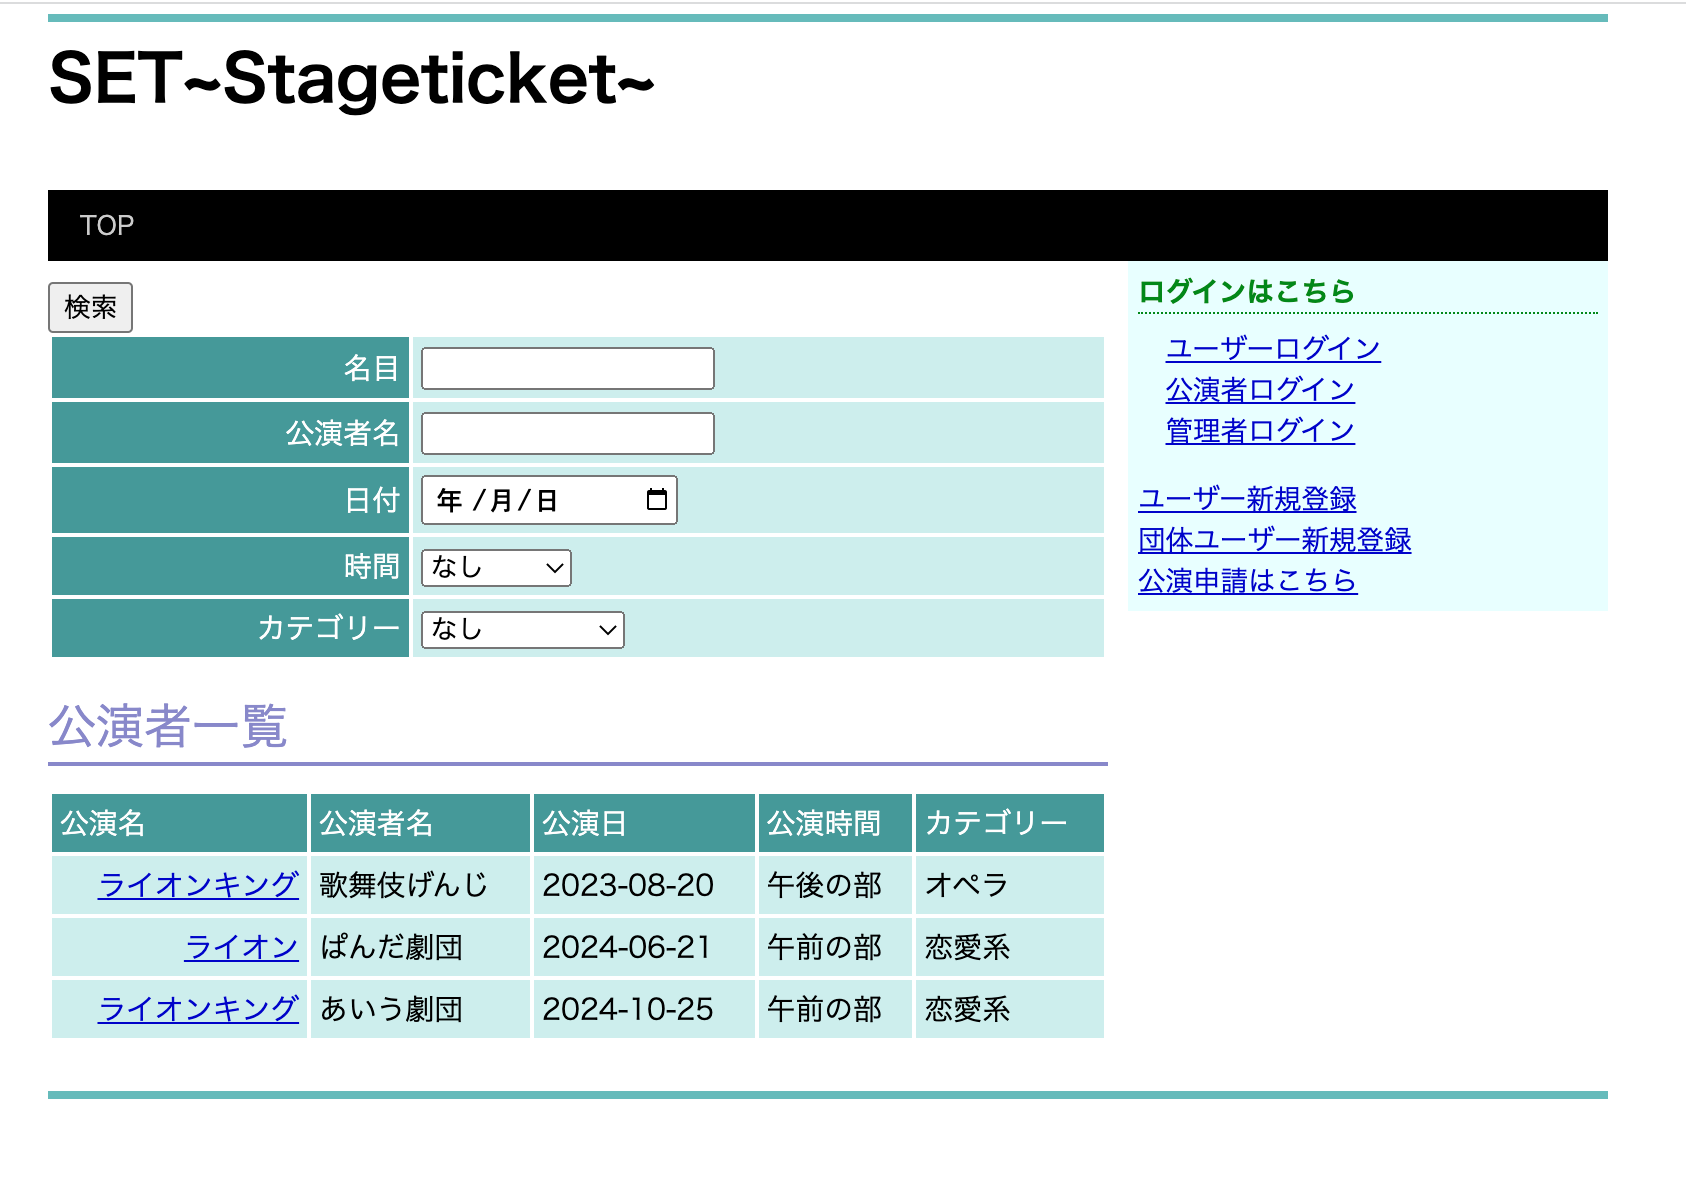 SET~Stageticket~
TOP
検索
名目
公演者名
日付 年 /月/日
時間 なし
カテゴリー なし
ログインはこちら
ユーザーログイン
公演者ログイン
管理者ログイン
ユーザー新規登録
団体ユーザー新規登録
公演申請はこちら
公演者一覧
公演名 公演者名 公演日 公演時間 カテゴリー
ライオンキング 歌舞伎げんじ 2023-08-20 午後の部 オペラ
ライオン ぱんだ劇団 2024-06-21 午前の部 恋愛系
ライオンキング あいう劇団 2024-10-25 午前の部 恋愛系